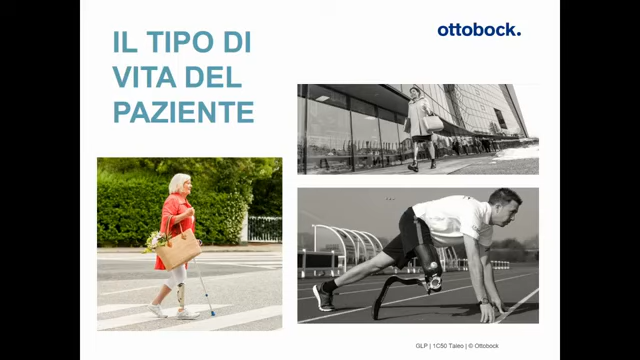 IL TIPO DI
VITA DEL
PAZIENTE
ottobock.
GLP | 1C50 Taleo | © Ottobock